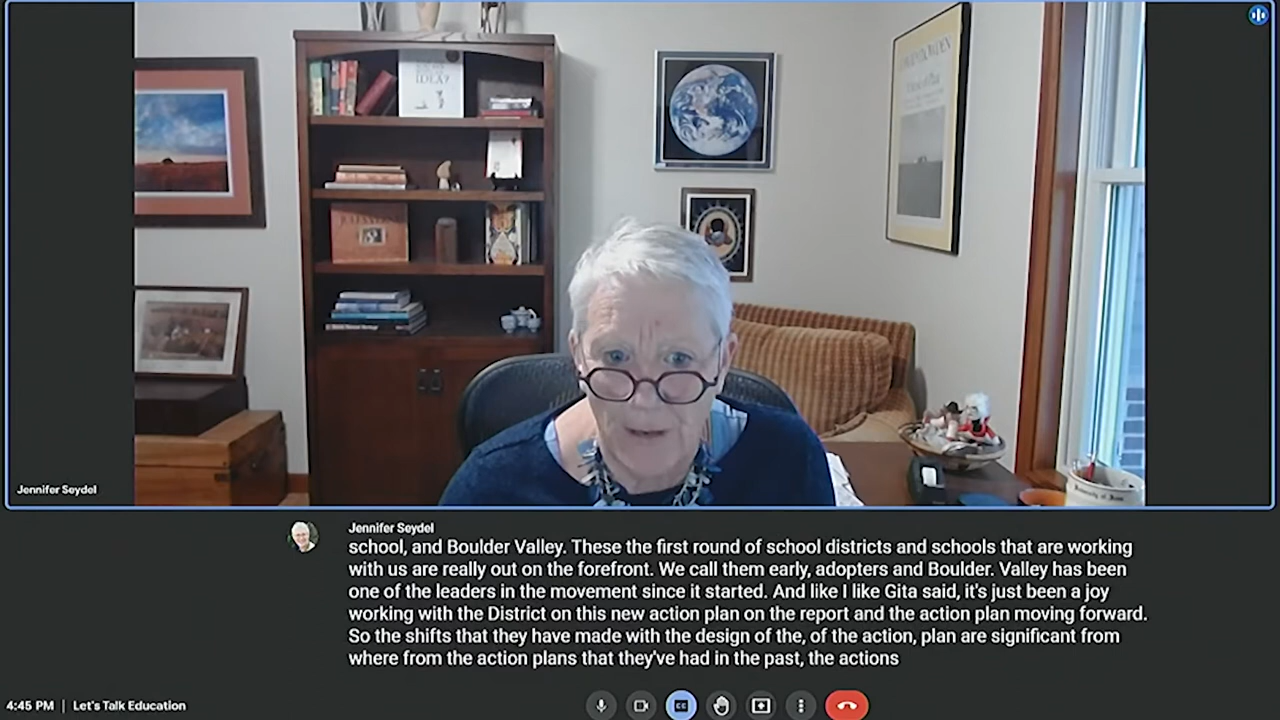 IDEA?
Jennifer Seydel
Jennifer Seydel
school, and Boulder Valley. These the first round of school districts and schools that are working
with us are really out on the forefront. We call them early, adopters and Boulder. Valley has been
one of the leaders in the movement since it started. And like I like Gita said, it's just been a joy
working with the District on this new action plan on the report and the action plan moving forward.
So the shifts that they have made with the design of the, of the action, plan are significant from
where from the action plans that they've had in the past, the actions
4:45 PM | Let's Talk Education